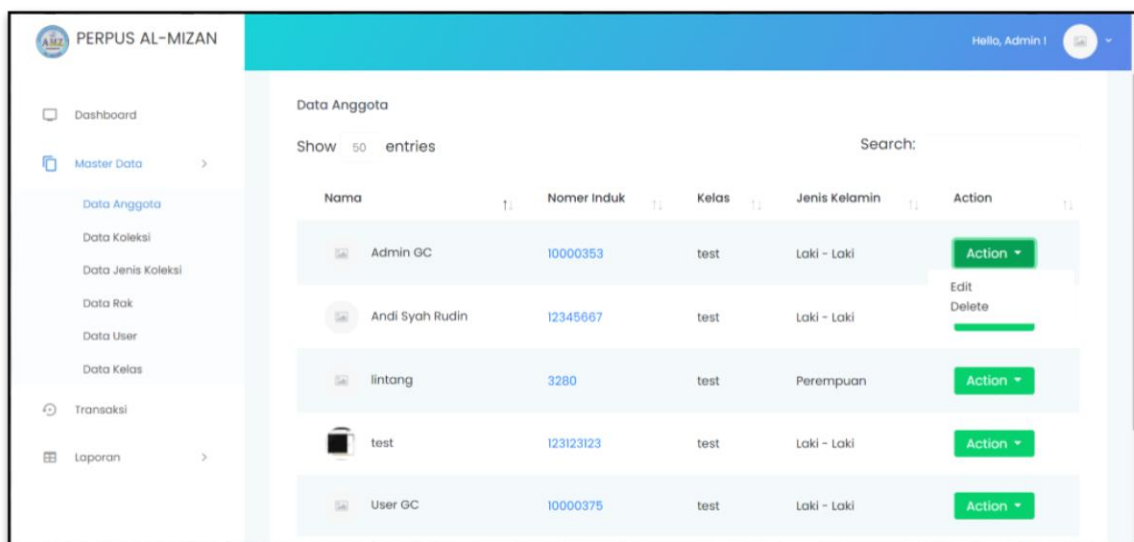 AMZ PERPUS AL-MIZAN
Hello, Admin !
Dashboard
Master Data
Data Anggota
Data Koleksi
Data Jenis Koleksi
Data Rak
Data User
Data Kelas
Transaksi
Laporan
Data Anggota
Show 50 entries
Search:
Nama Nomer Induk Kelas Jenis Kelamin Action
Admin GC 10000353 test Laki - Laki Action
Edit
Delete
Andi Syah Rudin 12345667 test Laki - Laki
lintang 3280 test Perempuan Action
test 123123123 test Laki - Laki Action
User GC 10000375 test Laki - Laki Action